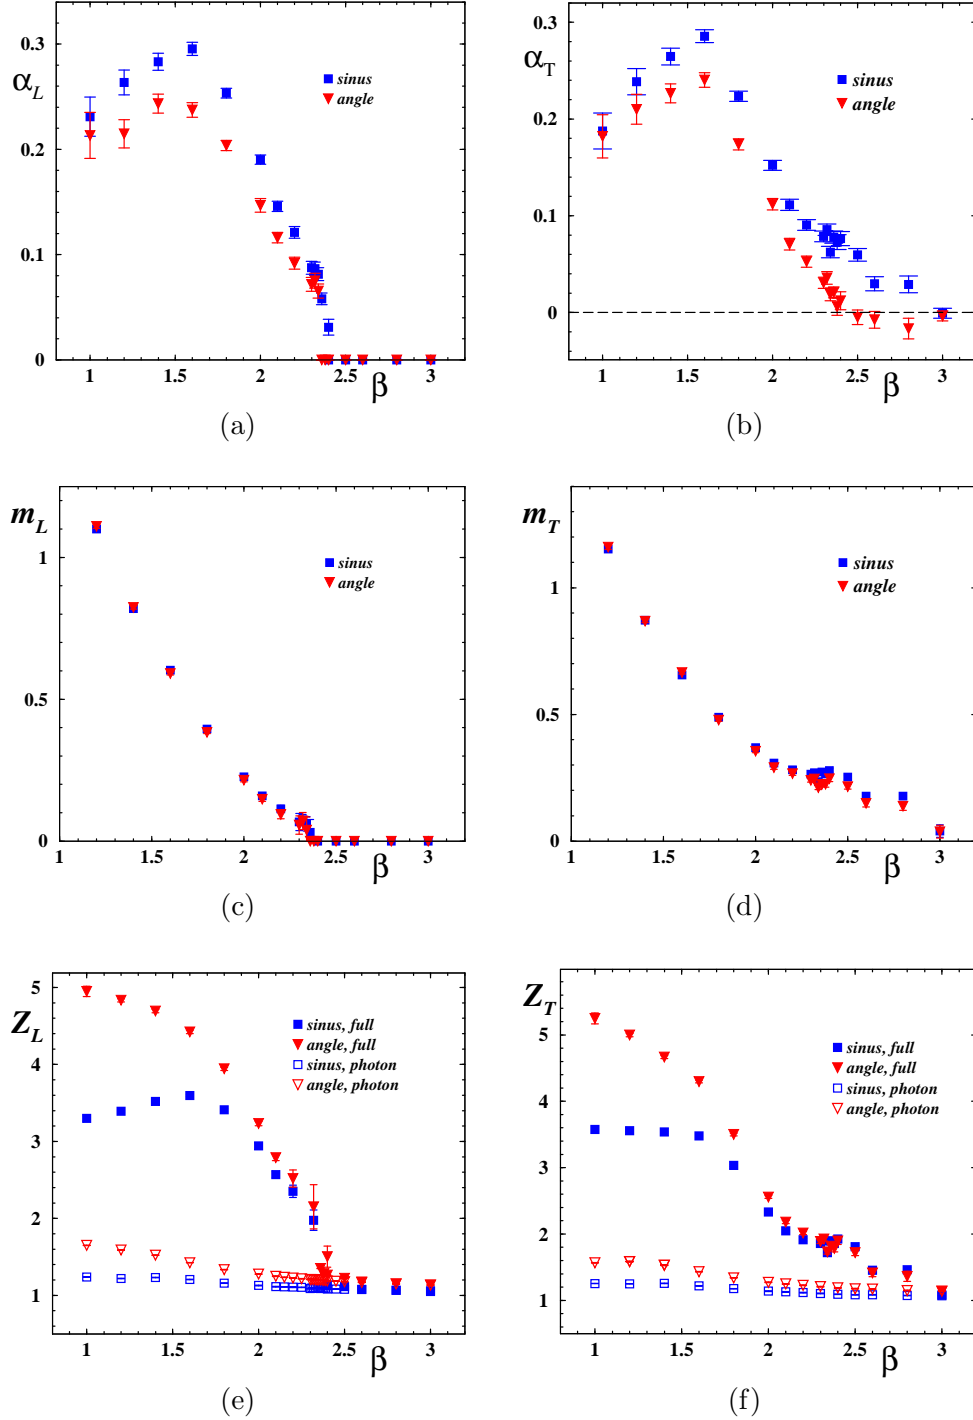 0.3
α_L
sinus
angle
0.2
0.1
0
1
1.5
2
2.5
3
β
(a)
0.3
α_T
sinus
angle
0.2
0.1
0
1
1.5
2
2.5
3
β
(b)
m_L
sinus
angle
1
0.5
0
1
1.5
2
2.5
3
β
(c)
m_T
sinus
angle
1
0.5
0
1
1.5
2
2.5
3
β
(d)
5
Z_L
sinus, full
angle, full
sinus, photon
angle, photon
4
3
2
1
1
1.5
2
2.5
3
β
(e)
Z_T
5
sinus, full
angle, full
sinus, photon
angle, photon
4
3
2
1
1
1.5
2
2.5
3
β
(f)